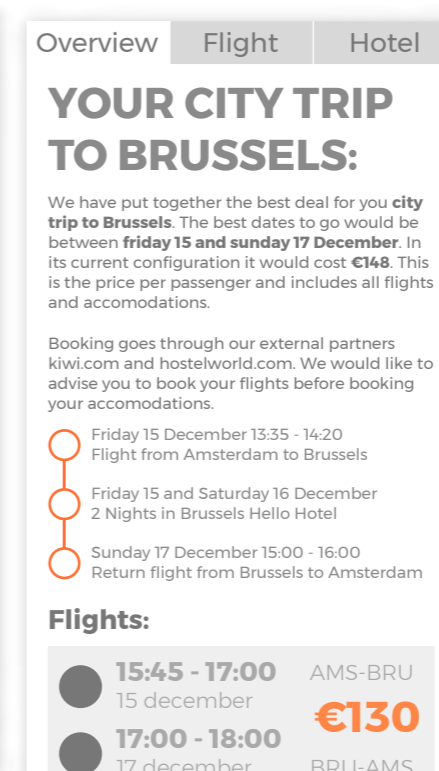 Overview Flight Hotel
YOUR CITY TRIP
TO BRUSSELS:
We have put together the best deal for you city
trip to Brussels. The best dates to go would be
between friday 15 and sunday 17 December. In
its current configuration it would cost €148. This
is the price per passenger and includes all flights
and accomodations.
Booking goes through our external partners
kiwi.com and hostelworld.com. We would like to
advise you to book your flights before booking
your accomodations.
Friday 15 December 13:35 - 14:20
Flight from Amsterdam to Brussels
Friday 15 and Saturday 16 December
2 Nights in Brussels Hello Hotel
Sunday 17 December 15:00 - 16:00
Return flight from Brussels to Amsterdam
Flights:
15:45 - 17:00 AMS-BRU
15 december
€130
17:00 - 18:00
17 december BRU-AMS